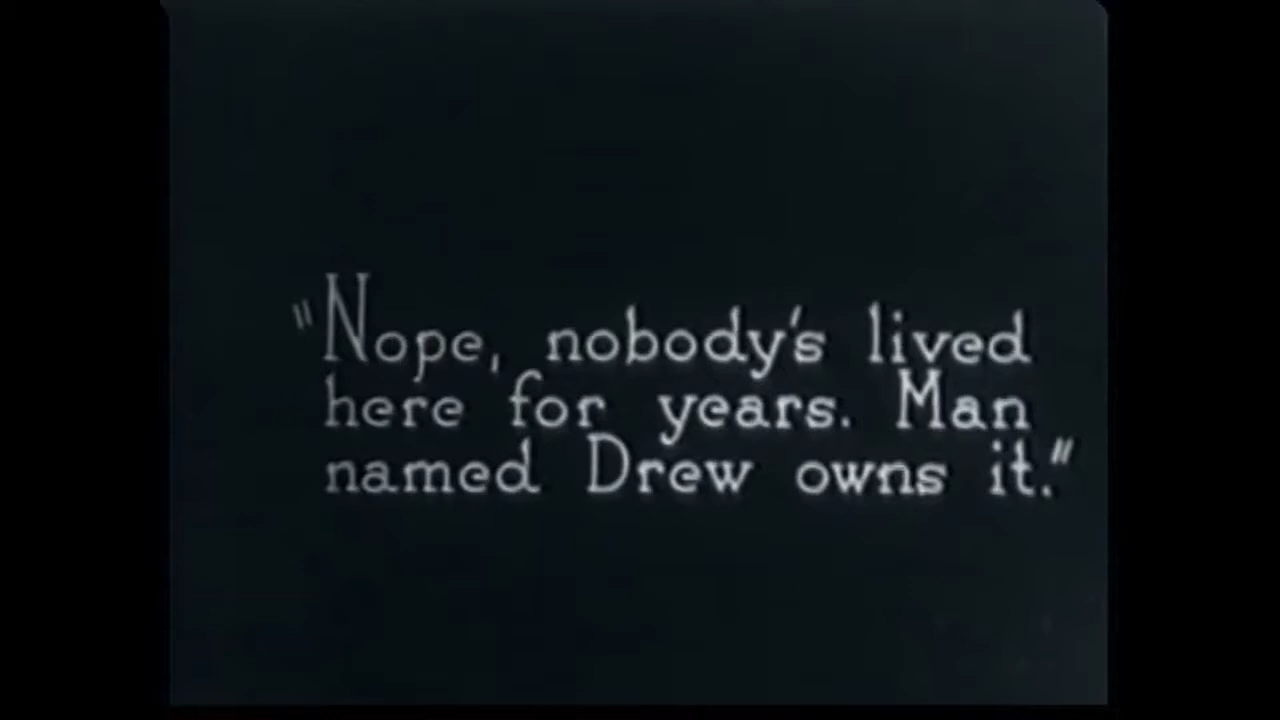 "Nope, nobody's lived
here for years. Man
named Drew owns it."